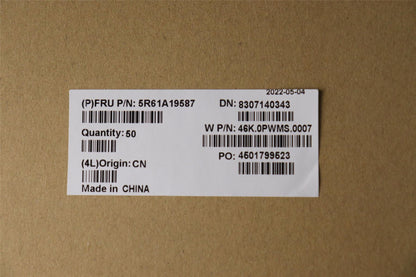 2022-05-04
(P)FRU P/N: 5R61A19587
DN: 8307140343
Quantity: 50
W P/N: 46K.0PWMS.0007
(4L)Origin: CN
PO: 4501799523
Made in CHINA